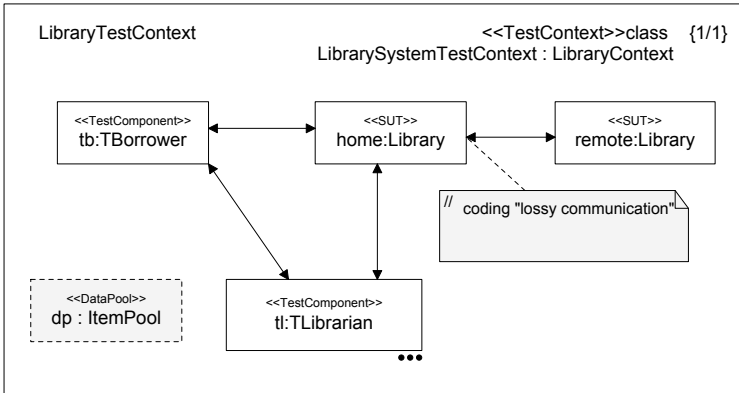 LibraryTestContext
<<TestContext>>class {1/1}
LibrarySystemTestContext : LibraryContext
<<TestComponent>>
tb:TBorrower
<<SUT>>
home:Library
<<SUT>>
remote:Library
// coding "lossy communication"
<<DataPool>>
dp : ItemPool
<<TestComponent>>
tl:TLibrarian